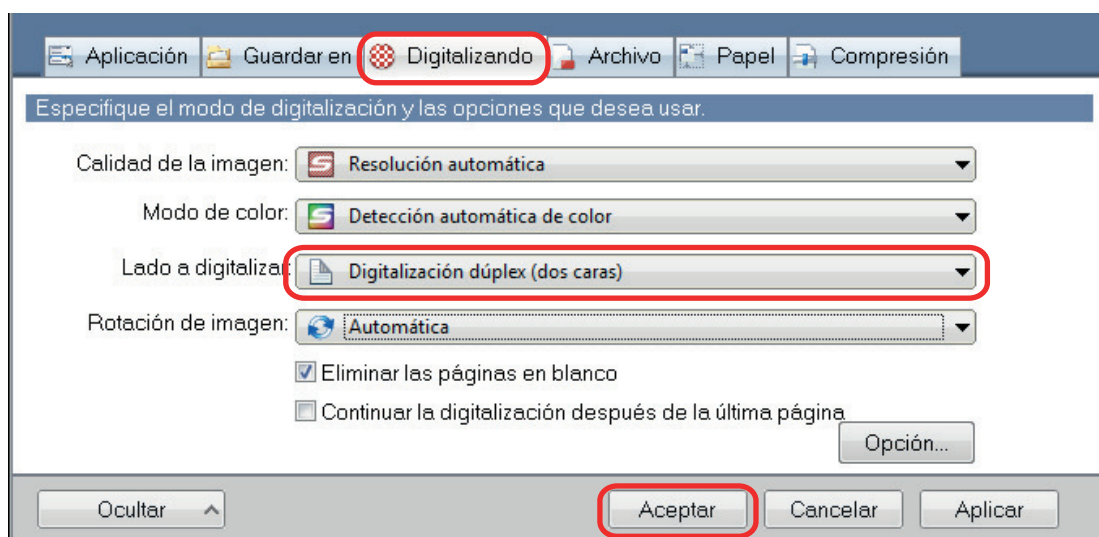 Aplicación Guardar en Digitalizando Archivo Papel Compresión
Especifique el modo de digitalización y las opciones que desea usar.
Calidad de la imagen: Resolución automática
Modo de color: Detección automática de color
Lado a digitalizar: Digitalización dúplex (dos caras)
Rotación de imagen: Automática
Eliminar las páginas en blanco
Continuar la digitalización después de la última página
Opción...
Ocultar Aceptar Cancelar Aplicar